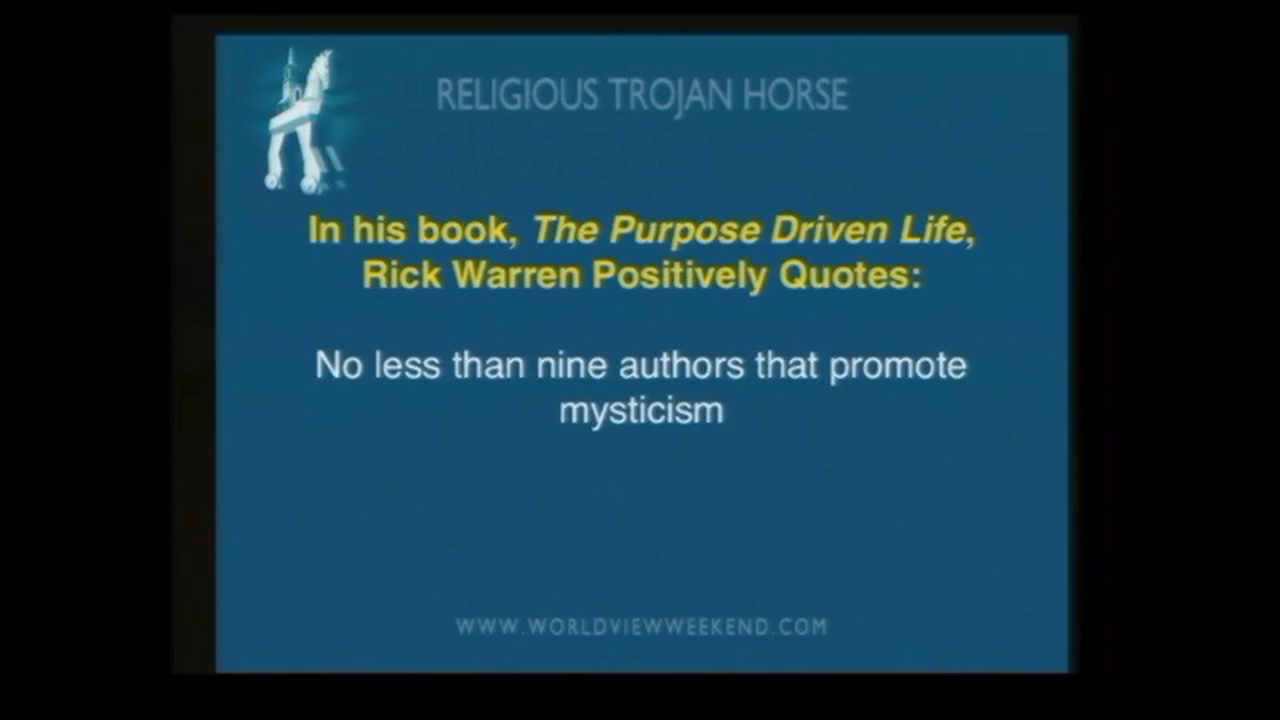 RELIGIOUS TROJAN HORSE
In his book, The Purpose Driven Life,
Rick Warren Positively Quotes:
No less than nine authors that promote
mysticism
WWW.WORLDVIEWWEEKEND.COM